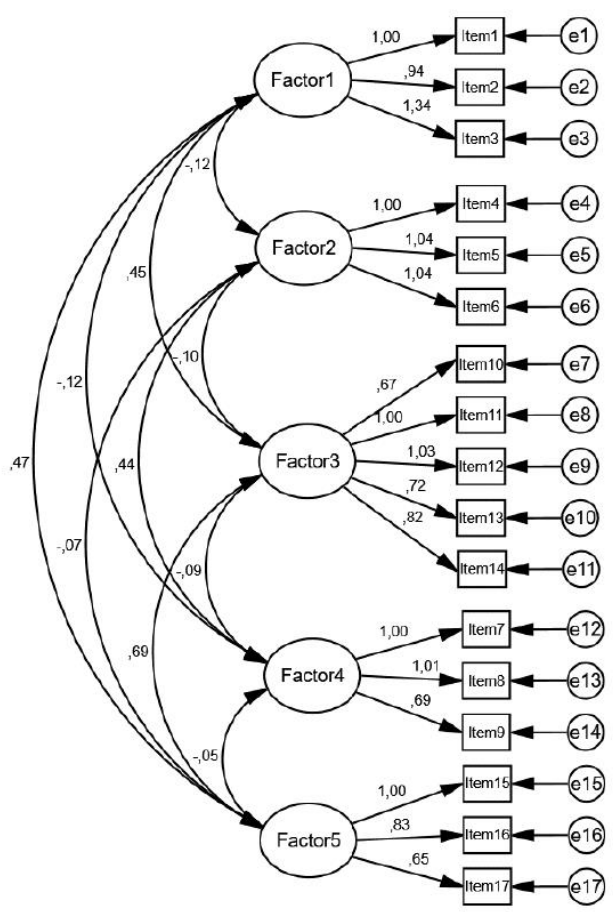 1,00 Item1 e1
Factor1 ,94 Item2 e2
1,34 Item3 e3
-,12
1,00 Item4 e4
Factor2 1,04 Item5 e5
1,04 Item6 e6
,45
-,10
,67 Item10 e7
-,12 1,00 Item11 e8
,47 ,44 Factor3 1,03 Item12 e9
,72 Item13 e10
-,07 ,82 Item14 e11
-,09
1,00 Item7 e12
,69 Factor4 1,01 Item8 e13
,69 Item9 e14
-,05
1,00 Item15 e15
Factor5 ,83 Item16 e16
,65 Item17 e17